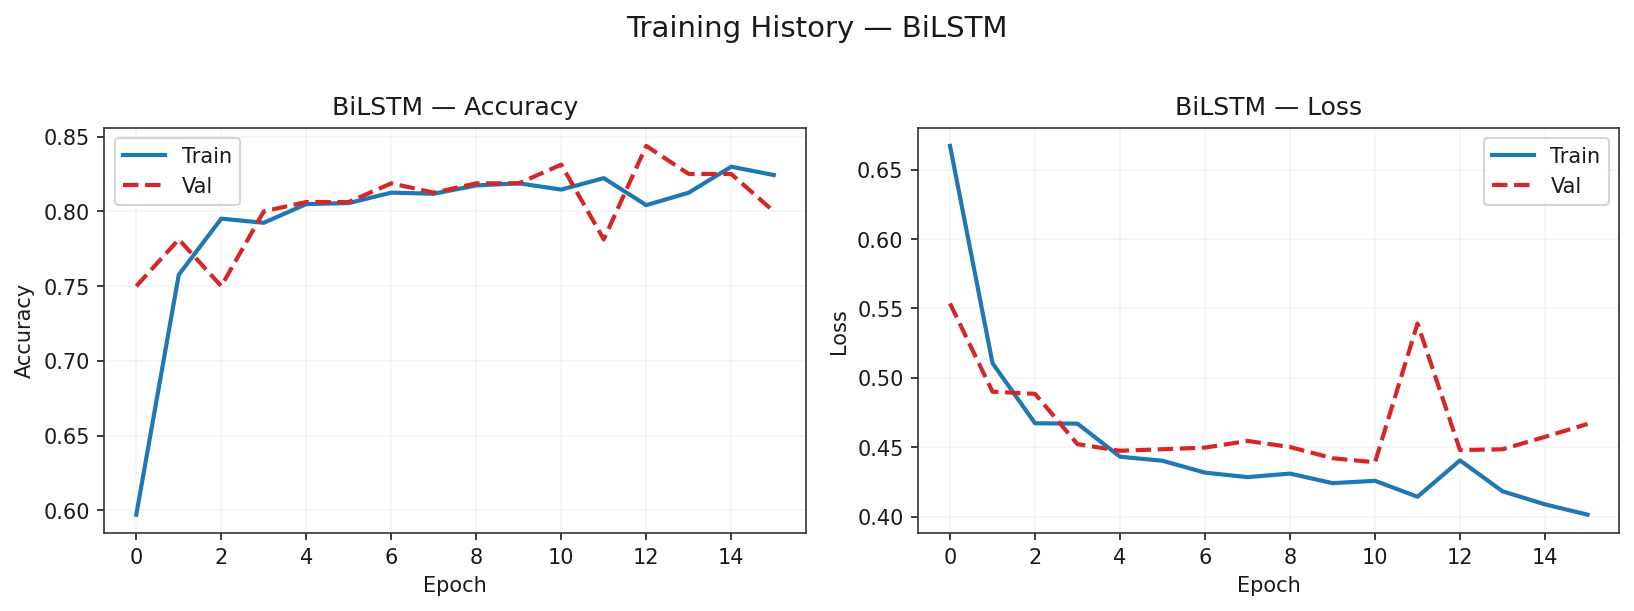 Training History — BiLSTM
BiLSTM — Accuracy
Train
Val
Accuracy
0.85
0.80
0.75
0.70
0.65
0.60
0 2 4 6 8 10 12 14
Epoch
BiLSTM — Loss
Train
Val
Loss
0.65
0.60
0.55
0.50
0.45
0.40
0 2 4 6 8 10 12 14
Epoch